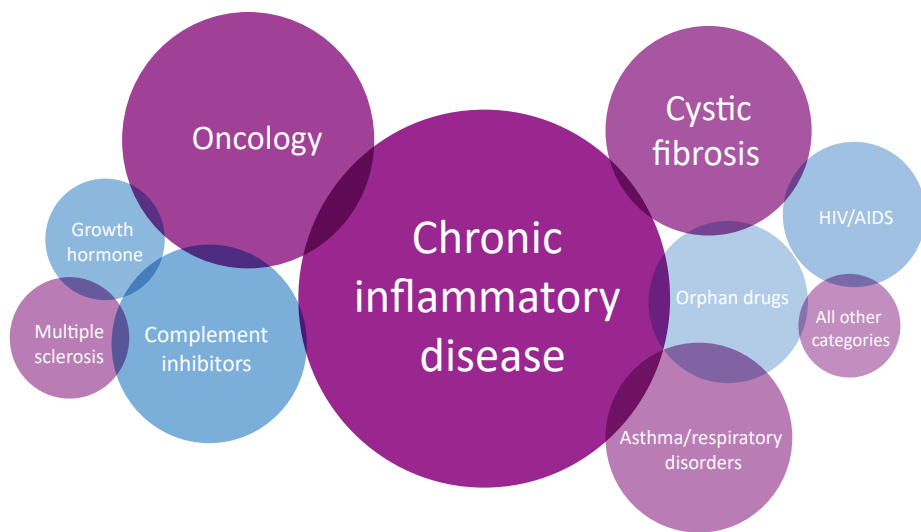 Oncology
Cystic
fibrosis
Growth
hormone
HIV/AIDS
Chronic
inflammatory
disease
Orphan drugs
Multiple
sclerosis
Complement
inhibitors
All other
categories
Asthma/respiratory
disorders